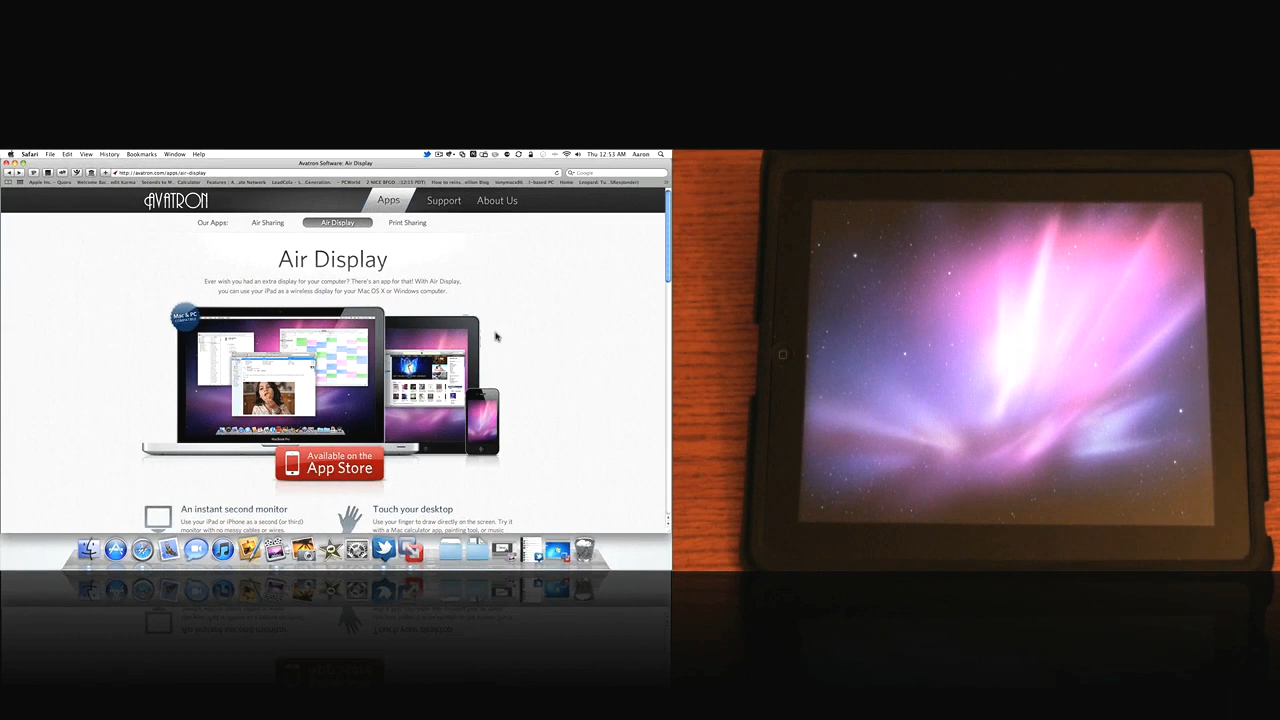 Safari File Edit View History Bookmarks Window Help
Thu 12:53 AM Aaron
Avatron Software: Air Display
http://avatron.com/apps/air-display
Google
AVATRON
Apps Support About Us
Our Apps: Air Sharing Air Display Print Sharing
Air Display
Ever wish you had an extra display for your computer? There's an app for that! With Air Display,
you can use your iPad as a wireless display for your Mac OS X or Windows computer.
Mac & PC
COMPATIBLE
MacBook Pro
Available on the
App Store
An instant second monitor
Use your iPad or iPhone as a second (or third)
monitor with no messy cables or wires.
Touch your desktop
Use your finger to draw directly on the screen. Try it
with a Mac calculator app, painting tool, or music